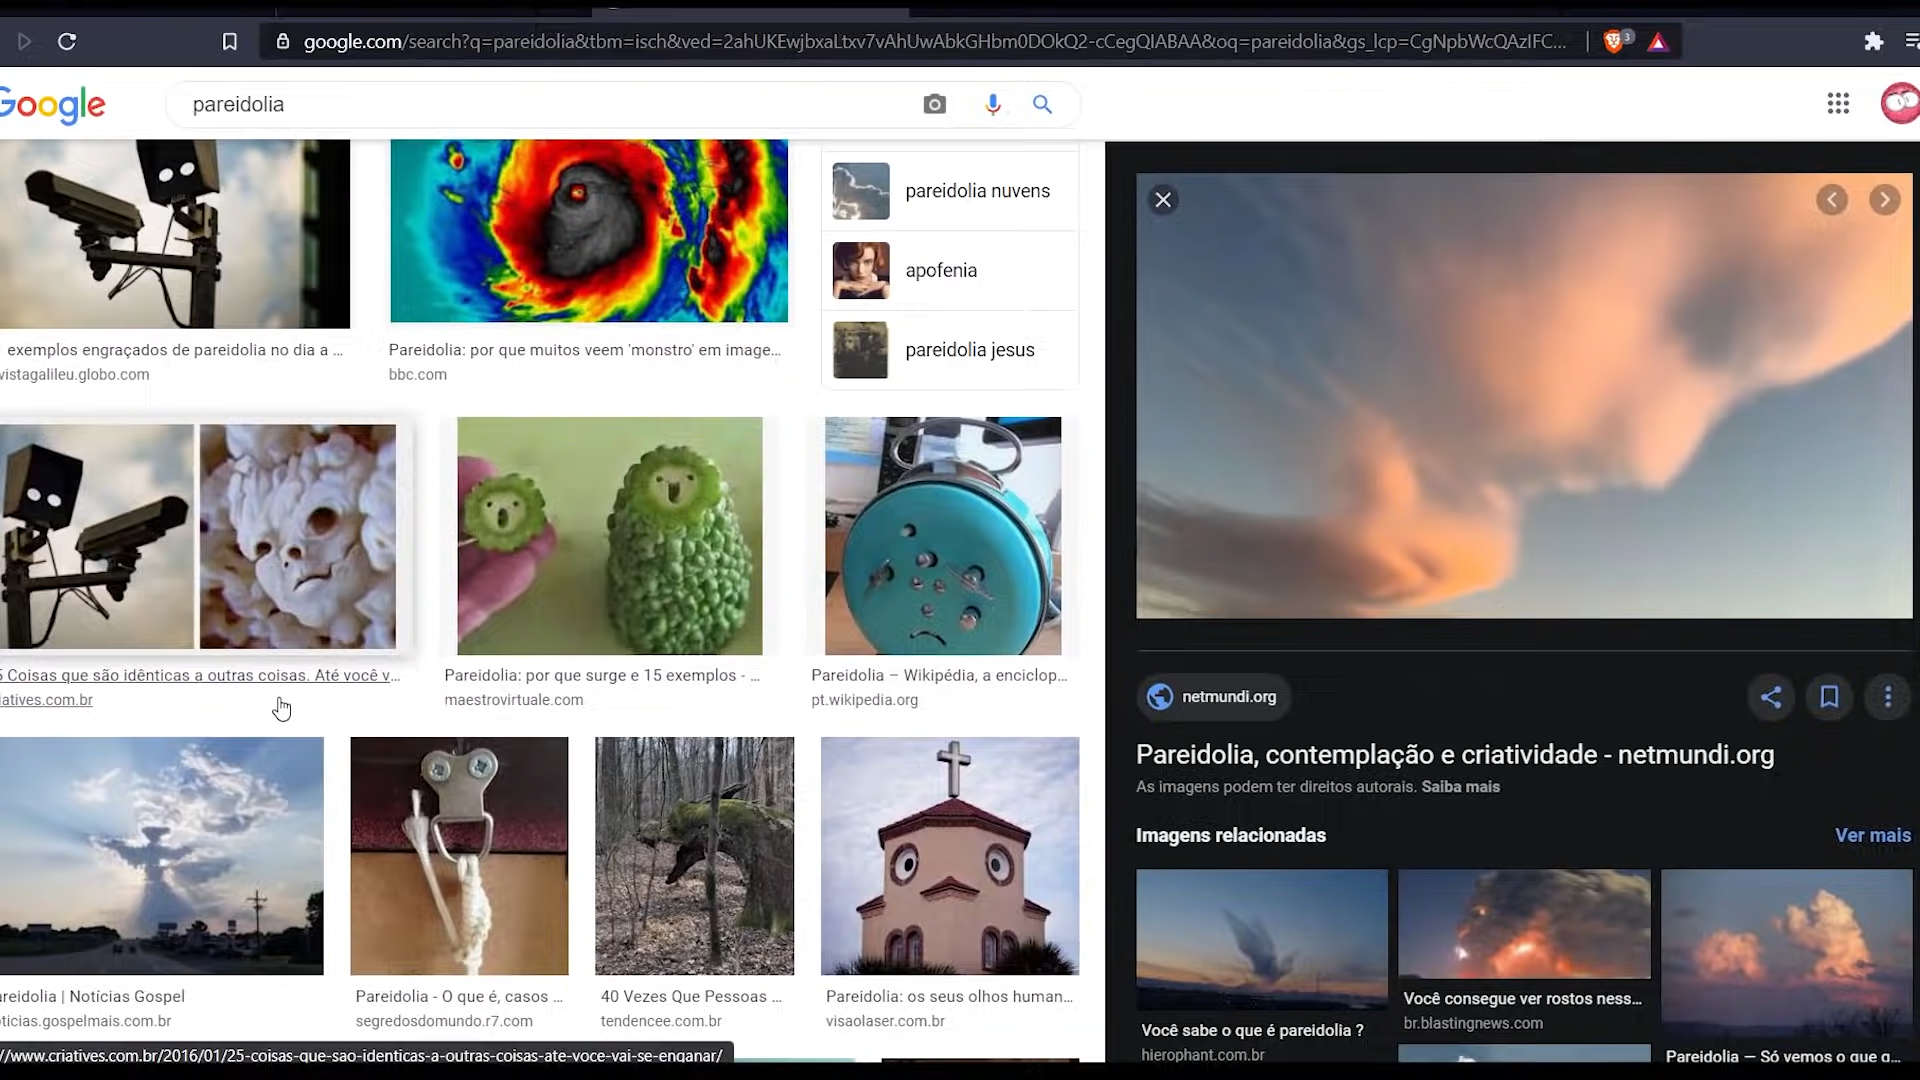 google.com/search?q=pareidolia&tbm=isch&ved=2ahUKEwjbxaLtxv7vAhUwAbkGHbm0DOkQ2-cCegQIABAA&oq=pareidolia&gs_lcp=CgNpbWcQAzIFC...
3
Google
pareidolia
pareidolia nuvens
apofenia
pareidolia jesus
exemplos engraçados de pareidolia no dia a ...
vistagalileu.globo.com
Pareidolia: por que muitos veem 'monstro' em image...
bbc.com
5 Coisas que são idênticas a outras coisas. Até você v...
iatives.com.br
Pareidolia: por que surge e 15 exemplos - ...
maestrovirtuale.com
Pareidolia – Wikipédia, a enciclop...
pt.wikipedia.org
areidolia | Notícias Gospel
oticias.gospelmais.com.br
Pareidolia - O que é, casos ...
segredosdomundo.r7.com
40 Vezes Que Pessoas ...
tendencee.com.br
Pareidolia: os seus olhos human...
visaolaser.com.br
//www.criatives.com.br/2016/01/25-coisas-que-sao-identicas-a-outras-coisas-ate-voce-vai-se-enganar/
netmundi.org
Pareidolia, contemplação e criatividade - netmundi.org
As imagens podem ter direitos autorais. Saiba mais
Imagens relacionadas
Ver mais
Você sabe o que é pareidolia ?
hierophant.com.br
Você consegue ver rostos ness...
br.blastingnews.com
Pareidolia — Só vemos o que q...